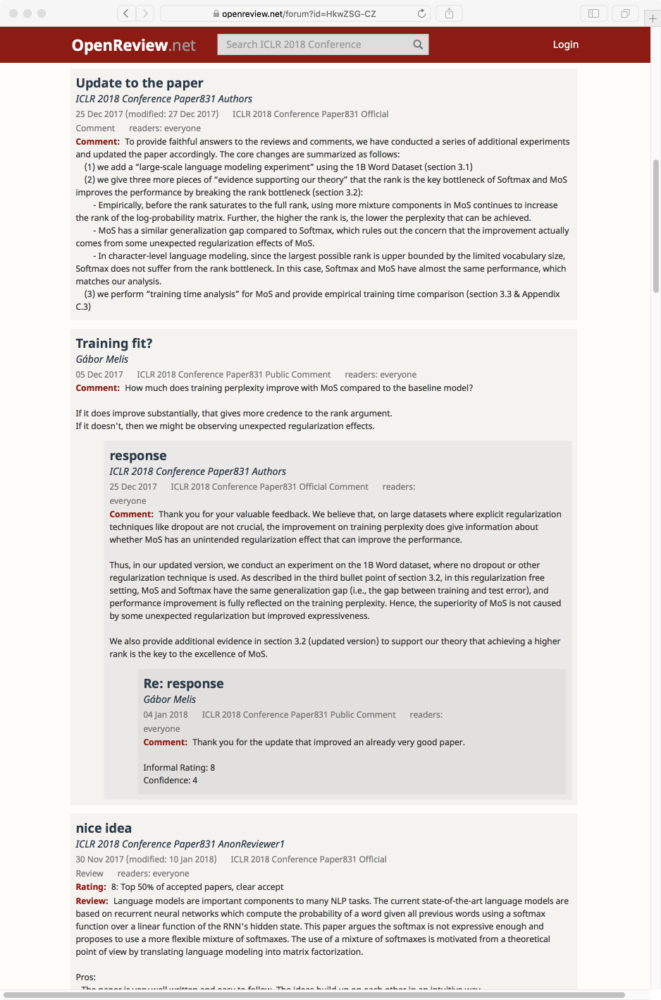 openreview.net/forum?id=HkwZSG-CZ
OpenReview.net
Search ICLR 2018 Conference
Login
Update to the paper
ICLR 2018 Conference Paper831 Authors
25 Dec 2017 (modified: 27 Dec 2017) ICLR 2018 Conference Paper831 Official
Comment readers: everyone
Comment: To provide faithful answers to the reviews and comments, we have conducted a series of additional experiments
and updated the paper accordingly. The core changes are summarized as follows:
(1) we add a “large-scale language modeling experiment” using the 1B Word Dataset (section 3.1)
(2) we give three more pieces of “evidence supporting our theory” that the rank is the key bottleneck of Softmax and MoS
improves the performance by breaking the rank bottleneck (section 3.2):
- Empirically, before the rank saturates to the full rank, using more mixture components in MoS continues to increase
the rank of the log-probability matrix. Further, the higher the rank is, the lower the perplexity that can be achieved.
- MoS has a similar generalization gap compared to Softmax, which rules out the concern that the improvement actually
comes from some unexpected regularization effects of MoS.
- In character-level language modeling, since the largest possible rank is upper bounded by the limited vocabulary size,
Softmax does not suffer from the rank bottleneck. In this case, Softmax and MoS have almost the same performance, which
matches our analysis.
(3) we perform “training time analysis” for MoS and provide empirical training time comparison (section 3.3 & Appendix
C.3)
Training fit?
Gábor Melis
05 Dec 2017 ICLR 2018 Conference Paper831 Public Comment readers: everyone
Comment: How much does training perplexity improve with MoS compared to the baseline model?
If it does improve substantially, that gives more credence to the rank argument.
If it doesn't, then we might be observing unexpected regularization effects.
response
ICLR 2018 Conference Paper831 Authors
25 Dec 2017 ICLR 2018 Conference Paper831 Official Comment readers:
everyone
Comment: Thank you for your valuable feedback. We believe that, on large datasets where explicit regularization
techniques like dropout are not crucial, the improvement on training perplexity does give information about
whether MoS has an unintended regularization effect that can improve the performance.
Thus, in our updated version, we conduct an experiment on the 1B Word dataset, where no dropout or other
regularization technique is used. As described in the third bullet point of section 3.2, in this regularization free
setting, MoS and Softmax have the same generalization gap (i.e., the gap between training and test error), and
performance improvement is fully reflected on the training perplexity. Hence, the superiority of MoS is not caused
by some unexpected regularization but improved expressiveness.
We also provide additional evidence in section 3.2 (updated version) to support our theory that achieving a higher
rank is the key to the excellence of MoS.
Re: response
Gábor Melis
04 Jan 2018 ICLR 2018 Conference Paper831 Public Comment readers:
everyone
Comment: Thank you for the update that improved an already very good paper.
Informal Rating: 8
Confidence: 4
nice idea
ICLR 2018 Conference Paper831 AnonReviewer1
30 Nov 2017 (modified: 10 Jan 2018) ICLR 2018 Conference Paper831 Official
Review readers: everyone
Rating: 8: Top 50% of accepted papers, clear accept
Review: Language models are important components to many NLP tasks. The current state-of-the-art language models are
based on recurrent neural networks which compute the probability of a word given all previous words using a softmax
function over a linear function of the RNN's hidden state. This paper argues the softmax is not expressive enough and
proposes to use a more flexible mixture of softmaxes. The use of a mixture of softmaxes is motivated from a theoretical
point of view by translating language modeling into matrix factorization.
Pros:
The paper is very well written and easy to follow. The ideas build up on each other in an intuitive way.